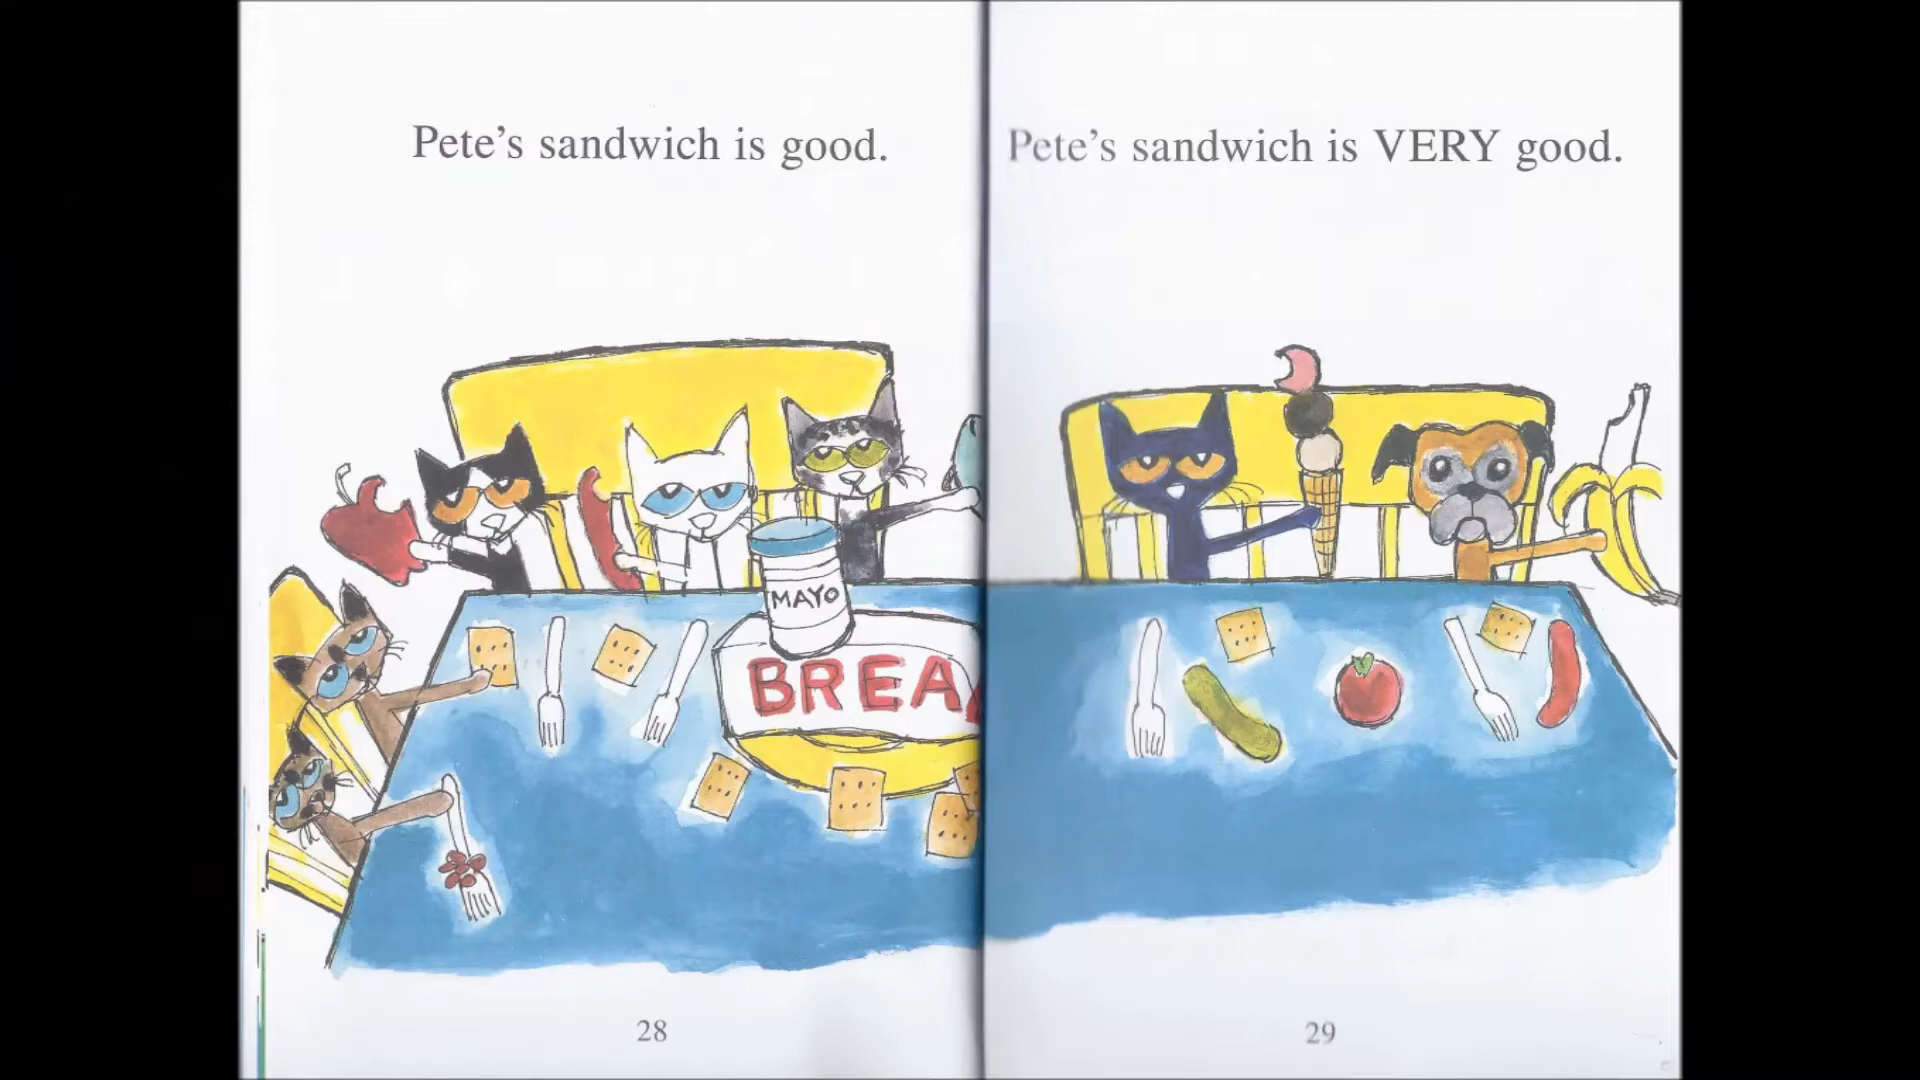 Pete's sandwich is good.
Pete's sandwich is VERY good.
MAYO
BREA
28
29